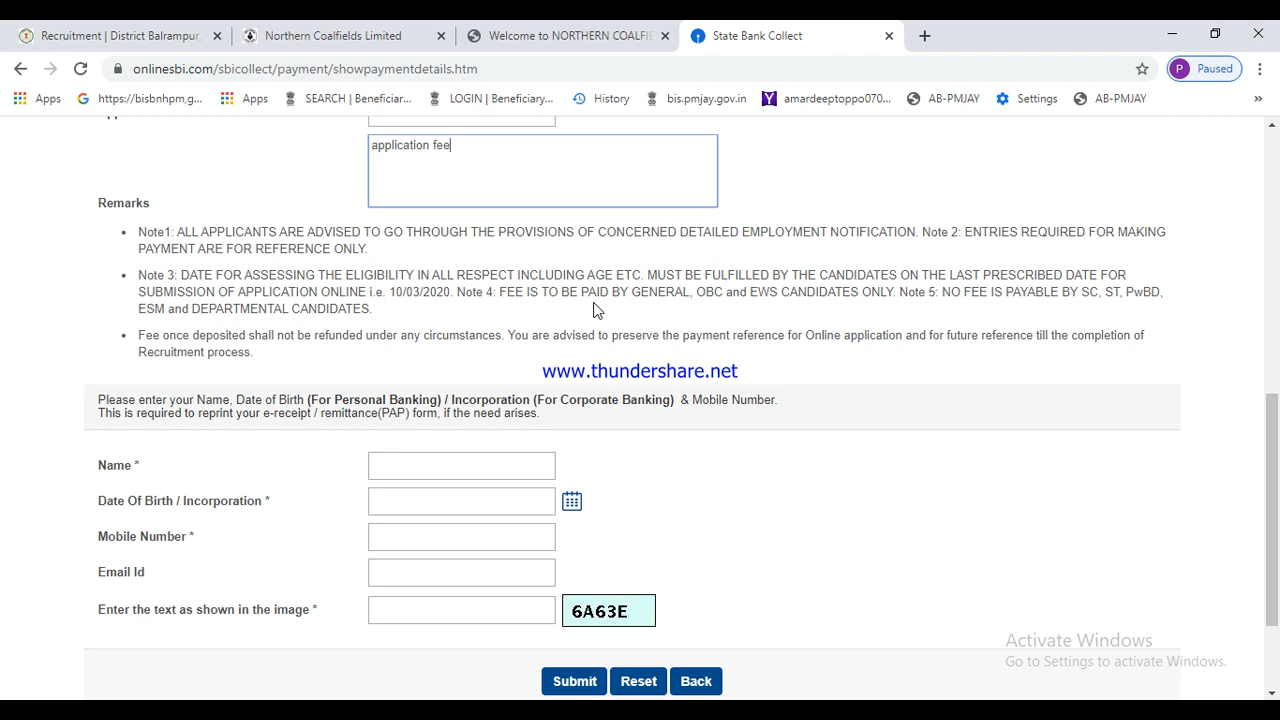 Recruitment | District Balrampur,
Northern Coalfields Limited
Welcome to NORTHERN COALFIE
State Bank Collect
onlinesbi.com/sbicollect/payment/showpaymentdetails.htm
P Paused
Apps
https://bisbnhpm,g...
Apps
SEARCH | Beneficiar...
LOGIN | Beneficiary...
History
bis.pmjay.gov.in
amardeeptoppo070...
AB-PMJAY
Settings
AB-PMJAY
»
application fee
Remarks
• Note1: ALL APPLICANTS ARE ADVISED TO GO THROUGH THE PROVISIONS OF CONCERNED DETAILED EMPLOYMENT NOTIFICATION. Note 2: ENTRIES REQUIRED FOR MAKING
PAYMENT ARE FOR REFERENCE ONLY.
• Note 3: DATE FOR ASSESSING THE ELIGIBILITY IN ALL RESPECT INCLUDING AGE ETC. MUST BE FULFILLED BY THE CANDIDATES ON THE LAST PRESCRIBED DATE FOR
SUBMISSION OF APPLICATION ONLINE i.e. 10/03/2020. Note 4: FEE IS TO BE PAID BY GENERAL, OBC and EWS CANDIDATES ONLY. Note 5: NO FEE IS PAYABLE BY SC, ST, PwBD,
ESM and DEPARTMENTAL CANDIDATES.
• Fee once deposited shall not be refunded under any circumstances. You are advised to preserve the payment reference for Online application and for future reference till the completion of
Recruitment process.
www.thundershare.net
Please enter your Name, Date of Birth (For Personal Banking) / Incorporation (For Corporate Banking) & Mobile Number.
This is required to reprint your e-receipt / remittance(PAP) form, if the need arises.
Name *
Date Of Birth / Incorporation *
Mobile Number *
Email Id
Enter the text as shown in the image *
6A63E
Activate Windows
Go to Settings to activate Windows.
Submit
Reset
Back